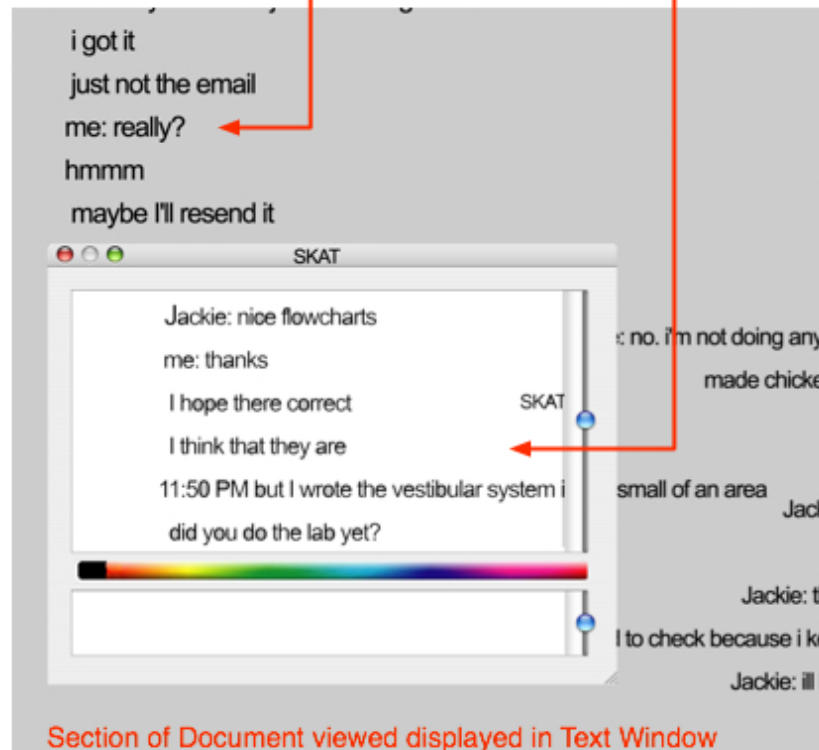 i got it
just not the email
me: really?
hmmm
maybe I'll resend it
SKAT
Jackie: nice flowcharts
me: thanks
I hope there correct
SKAT
I think that they are
11:50 PM but I wrote the vestibular system i
did you do the lab yet?
: no. i'm not doing any
made chicke
small of an area
Jack
Jackie: t
to check because i k
Jackie: ill
Section of Document viewed displayed in Text Window